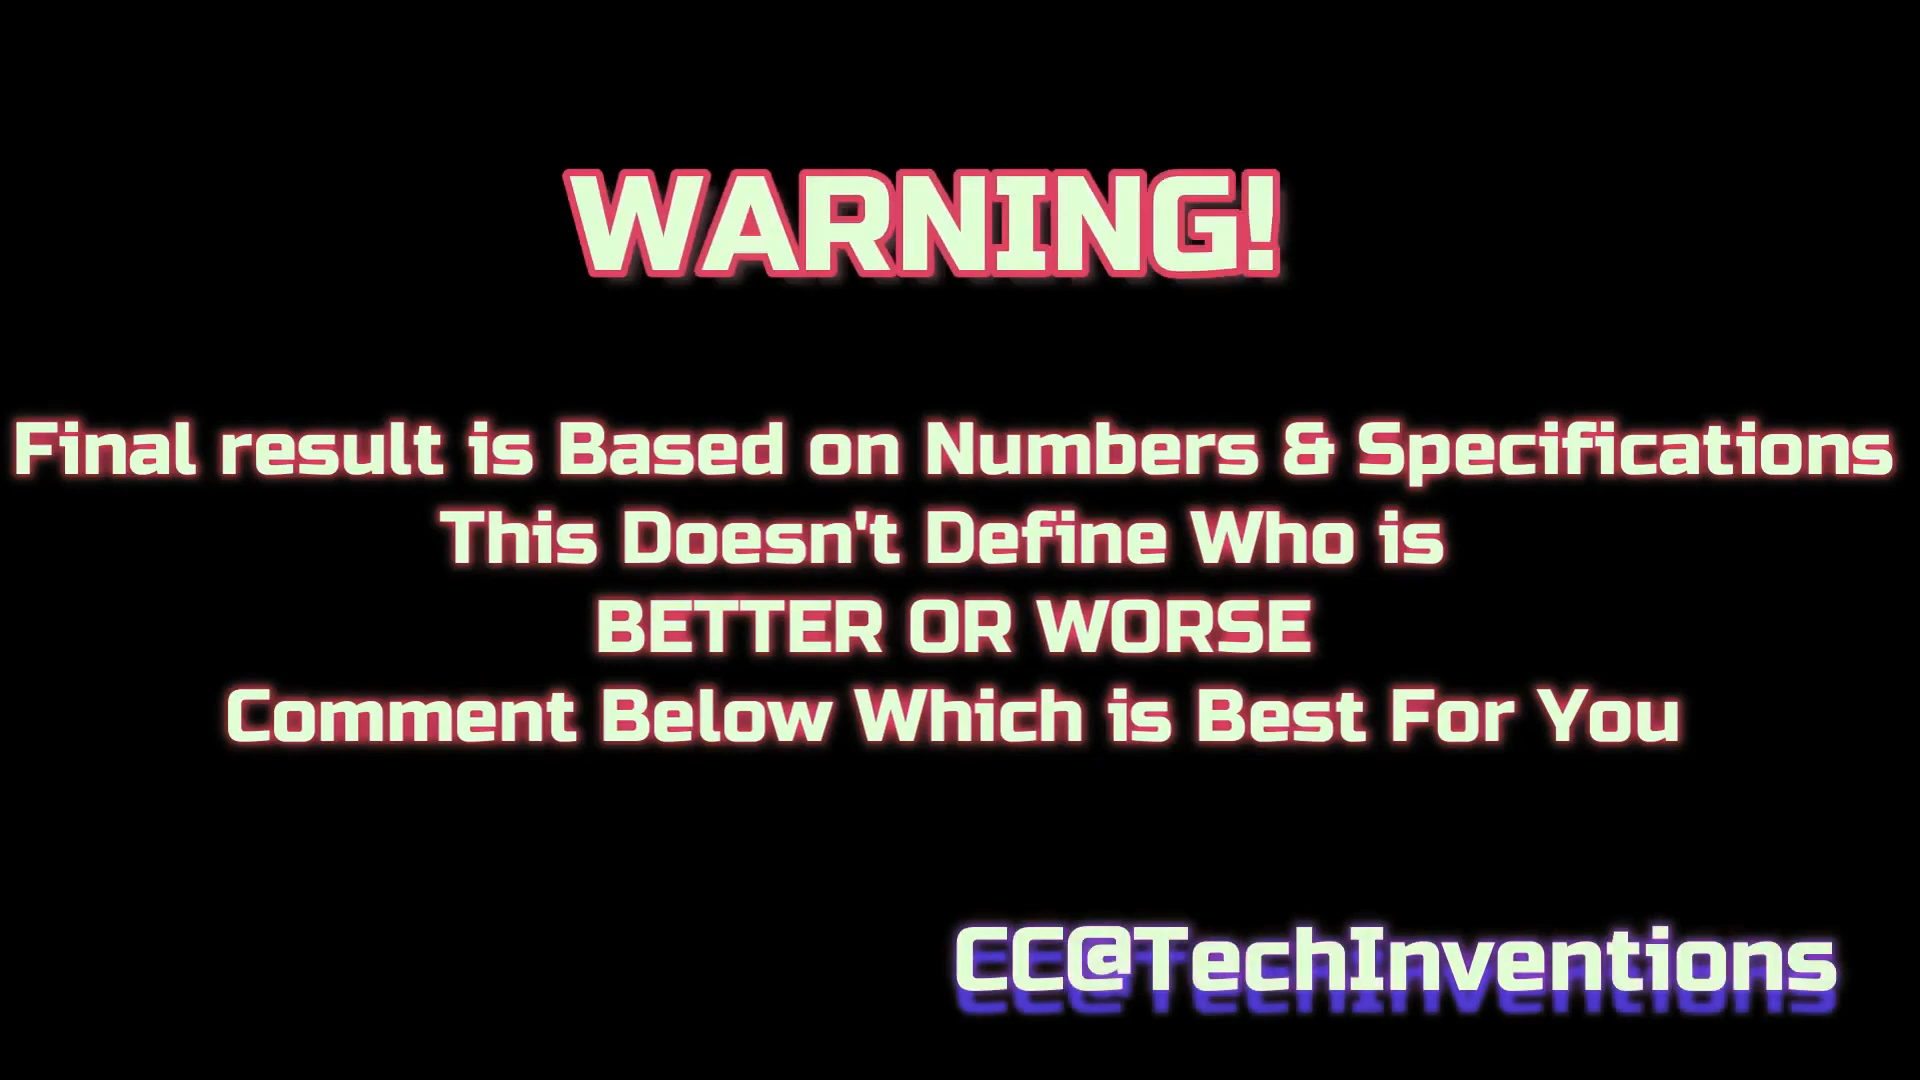 WARNING!
Final result is Based on Numbers & Specifications
This Doesn't Define Who is
BETTER OR WORSE
Comment Below Which is Best For You
CC@TechInventions